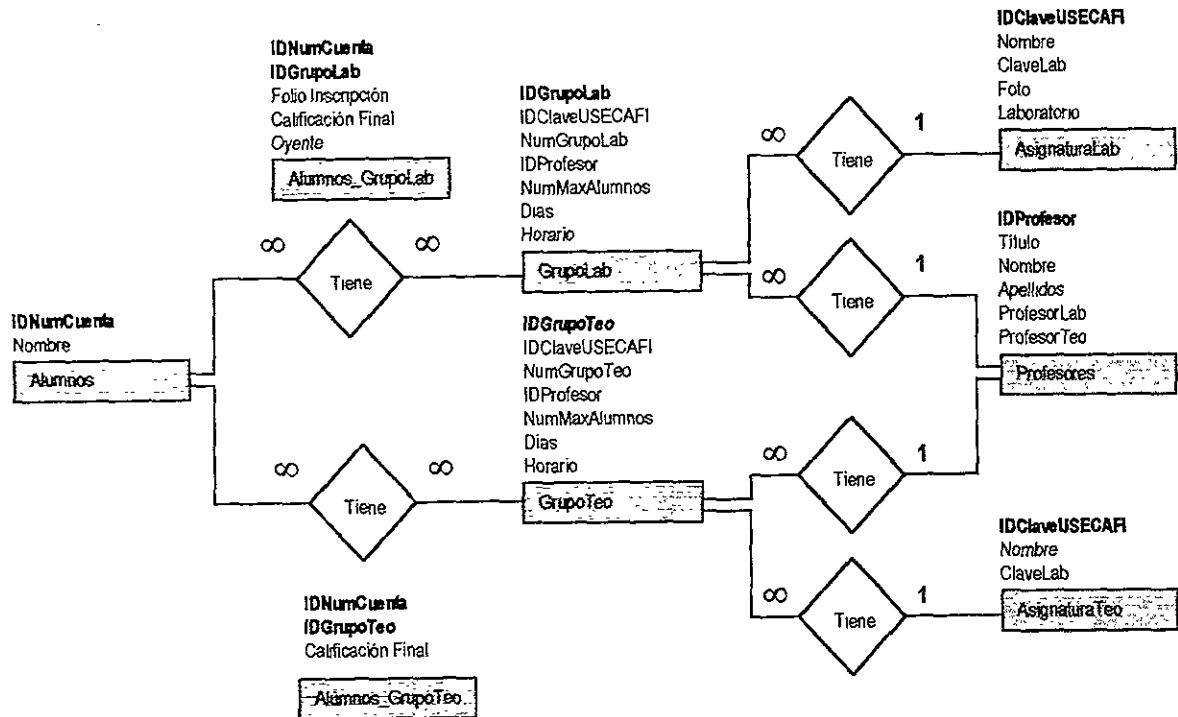 IDNumCuenta
IDGrupoLab
Folio Inscripción
Calificación Final
Oyente
Alumnos_GrupoLab
IDGrupoLab
IDClaveUSECAFI
NumGrupoLab
IDProfesor
NumMaxAlumnos
Dias
Horario
GrupoLab
IDClaveUSECAFI
Nombre
ClaveLab
Foto
Laboratorio
AsignaturaLab
∞
Tiene
1
∞
Tiene
∞
∞
Tiene
1
IDProfesor
Título
Nombre
Apellidos
ProfesorLab
ProfesorTeo
Profesores
IDNumCuenta
Nombre
Alumnos
IDGrupoTeo
IDClaveUSECAFI
NumGrupoTeo
IDProfesor
NumMaxAlumnos
Dias
Horario
GrupoTeo
∞
Tiene
∞
∞
Tiene
1
∞
Tiene
1
IDClaveUSECAFI
Nombre
ClaveLab
AsignaturaTeo
IDNumCuenta
IDGrupoTeo
Calificación Final
Alumnos_GrupoTeo